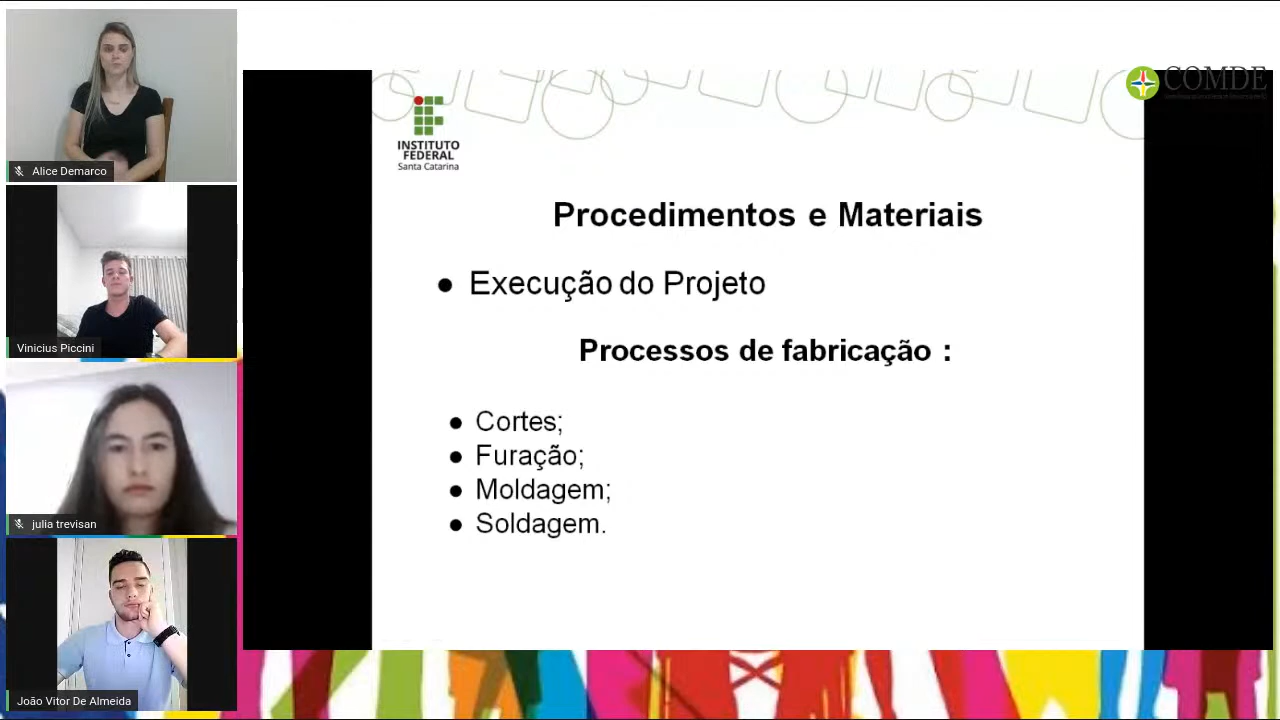 Alice Demarco
Vinicius Piccini
julia trevisan
João Vitor De Almeida
COMDE
INSTITUTO
FEDERAL
Santa Catarina
Procedimentos e Materiais
● Execução do Projeto
Processos de fabricação :
● Cortes;
● Furação;
● Moldagem;
● Soldagem.